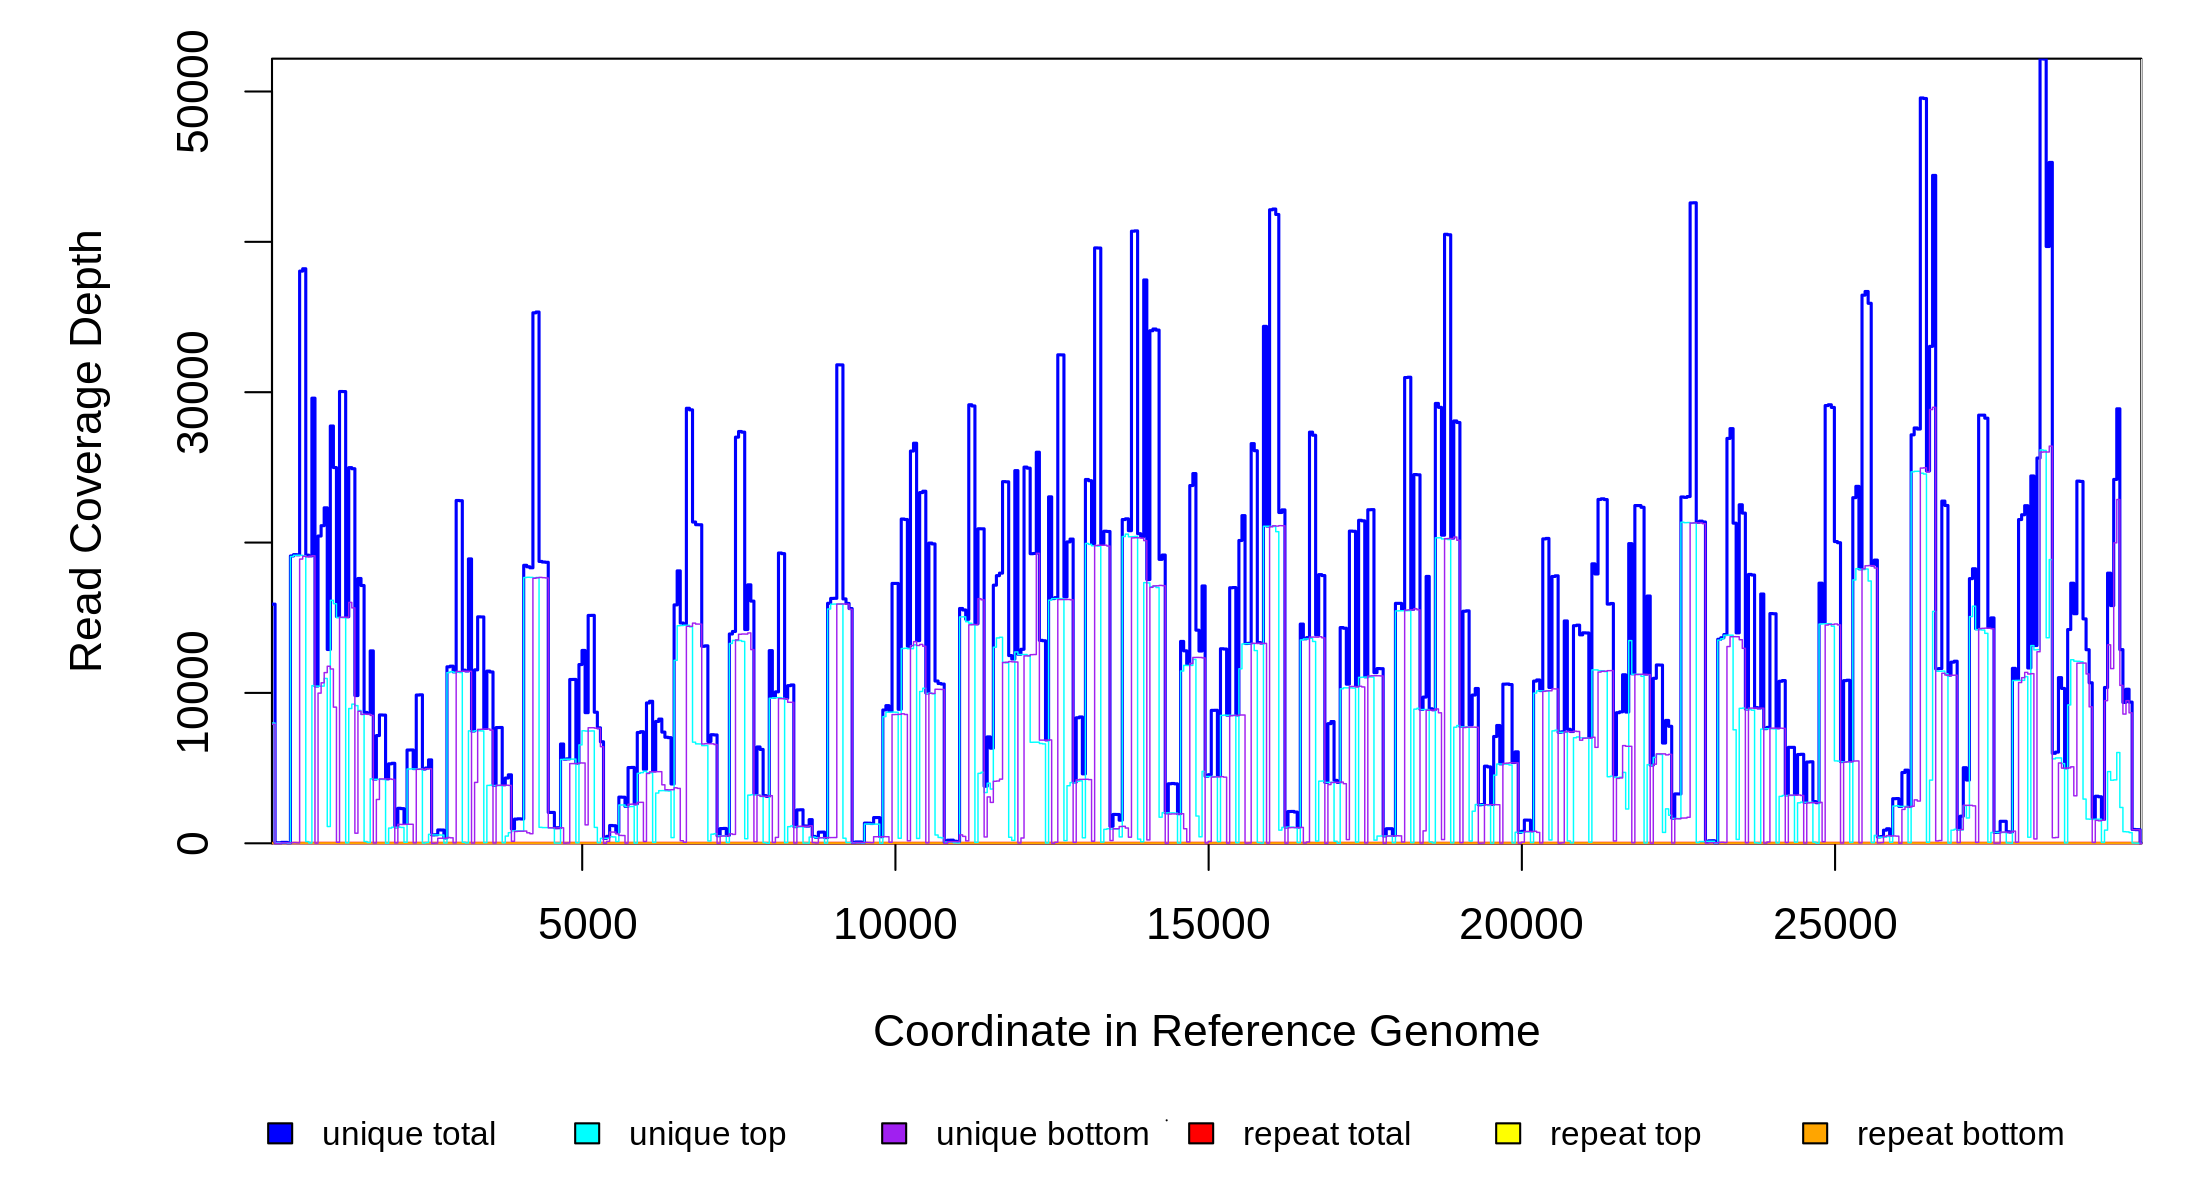 50000
30000
10000
0
Read Coverage Depth
5000 10000 15000 20000 25000
Coordinate in Reference Genome
unique total unique top unique bottom repeat total repeat top repeat bottom